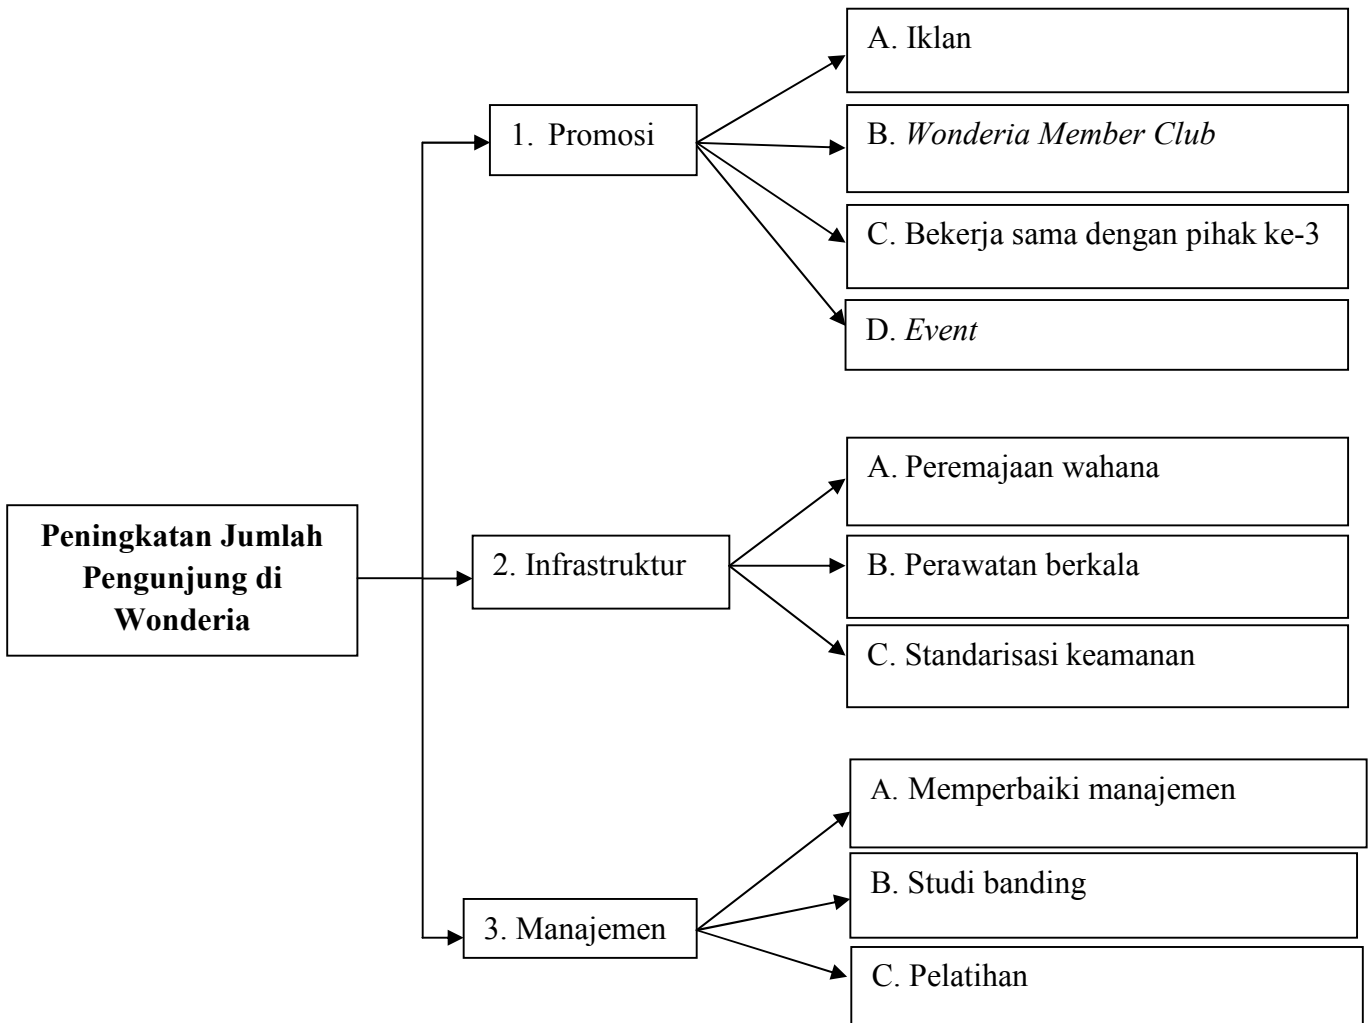 Peningkatan Jumlah
Pengunjung di
Wonderia
1. Promosi
A. Iklan
B. Wonderia Member Club
C. Bekerja sama dengan pihak ke-3
D. Event
2. Infrastruktur
A. Peremajaan wahana
B. Perawatan berkala
C. Standarisasi keamanan
3. Manajemen
A. Memperbaiki manajemen
B. Studi banding
C. Pelatihan